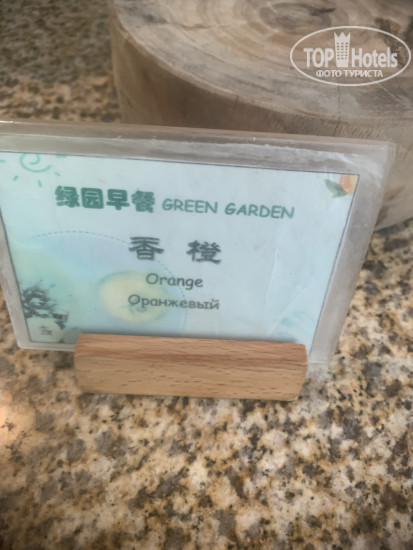 TOP Hotels
ФОТО ТУРИСТА
绿园早餐 GREEN GARDEN
香橙
Orange
Оранжевый